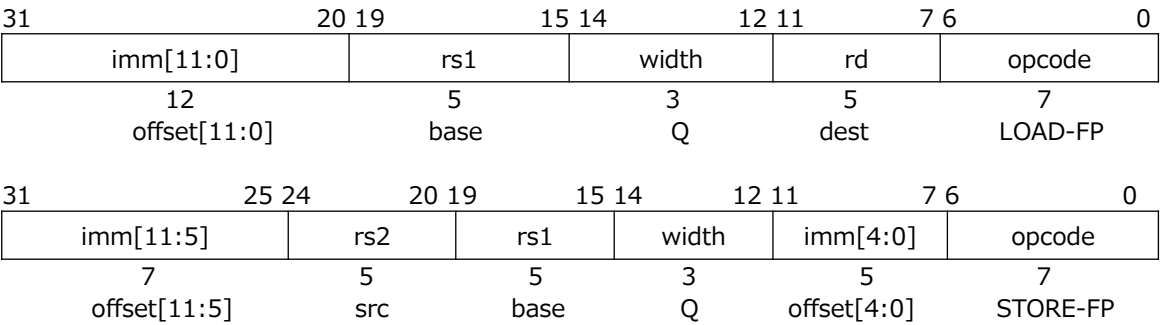 31 20 19 15 14 12 11 7 6 0
imm[11:0] rs1 width rd opcode
12 5 3 5 7
offset[11:0] base Q dest LOAD-FP
31 25 24 20 19 15 14 12 11 7 6 0
imm[11:5] rs2 rs1 width imm[4:0] opcode
7 5 5 3 5 7
offset[11:5] src base Q offset[4:0] STORE-FP